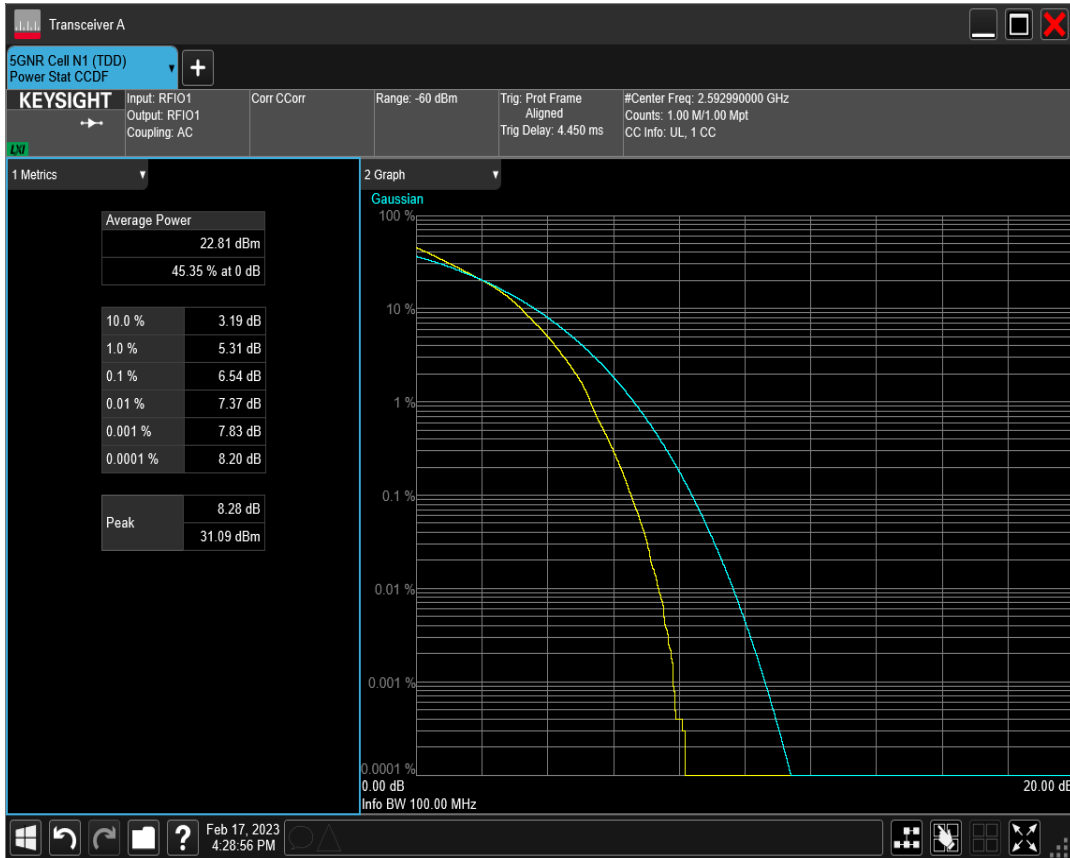 Transceiver A
5GNR Cell N1 (TDD)
Power Stat CCDF
+
KEYSIGHT
LXI
Input: RFIO1
Output: RFIO1
Coupling: AC
Corr CCorr
Range: -60 dBm
Trig: Prot Frame
Aligned
Trig Delay: 4.450 ms
#Center Freq: 2.592990000 GHz
Counts: 1.00 M/1.00 Mpt
CC Info: UL, 1 CC
1 Metrics
Average Power
22.81 dBm
45.35 % at 0 dB
10.0 % 3.19 dB
1.0 % 5.31 dB
0.1 % 6.54 dB
0.01 % 7.37 dB
0.001 % 7.83 dB
0.0001 % 8.20 dB
Peak
8.28 dB
31.09 dBm
2 Graph
Gaussian
100 %
10 %
1 %
0.1 %
0.01 %
0.001 %
0.0001 %
0.00 dB 20.00 dB
Info BW 100.00 MHz
?
Feb 17, 2023
4:28:56 PM